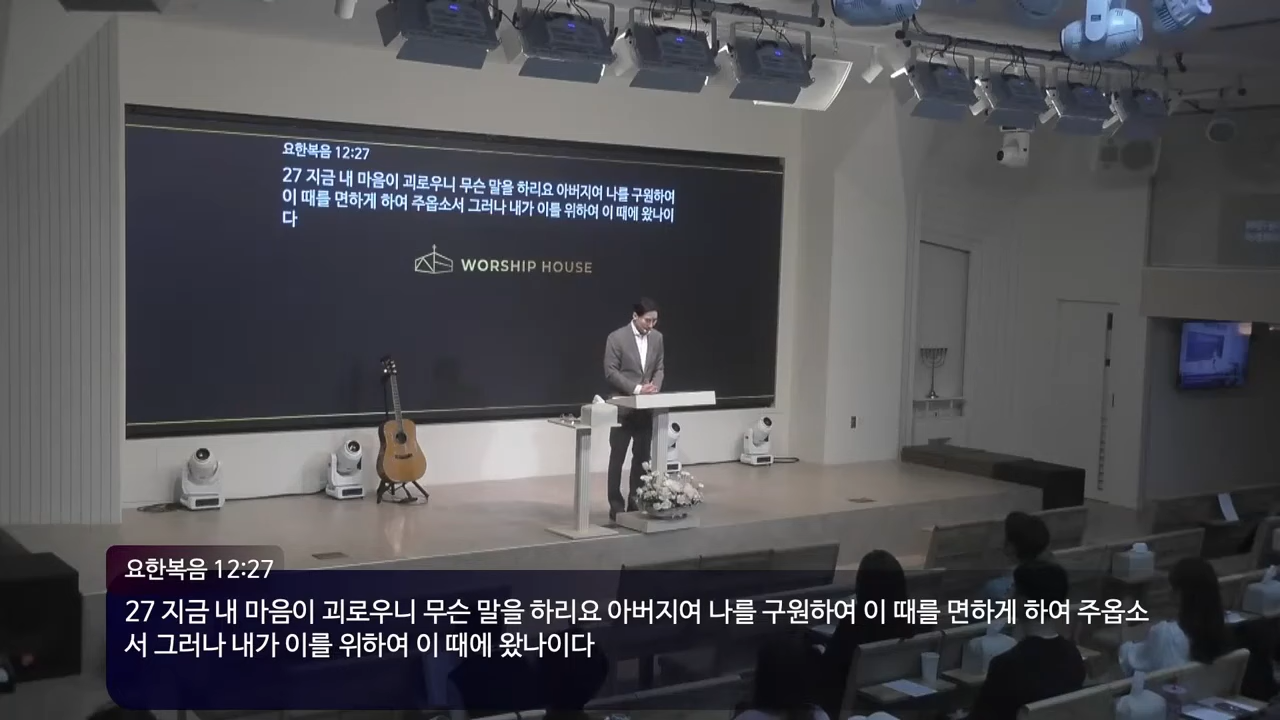 요한복음 12:27
27 지금 내 마음이 괴로우니 무슨 말을 하리요 아버지여 나를 구원하여
이 때를 면하게 하여 주옵소서 그러나 내가 이를 위하여 이 때에 왔나이
다
WORSHIP HOUSE
요한복음 12:27
27 지금 내 마음이 괴로우니 무슨 말을 하리요 아버지여 나를 구원하여 이 때를 면하게 하여 주옵소
서 그러나 내가 이를 위하여 이 때에 왔나이다